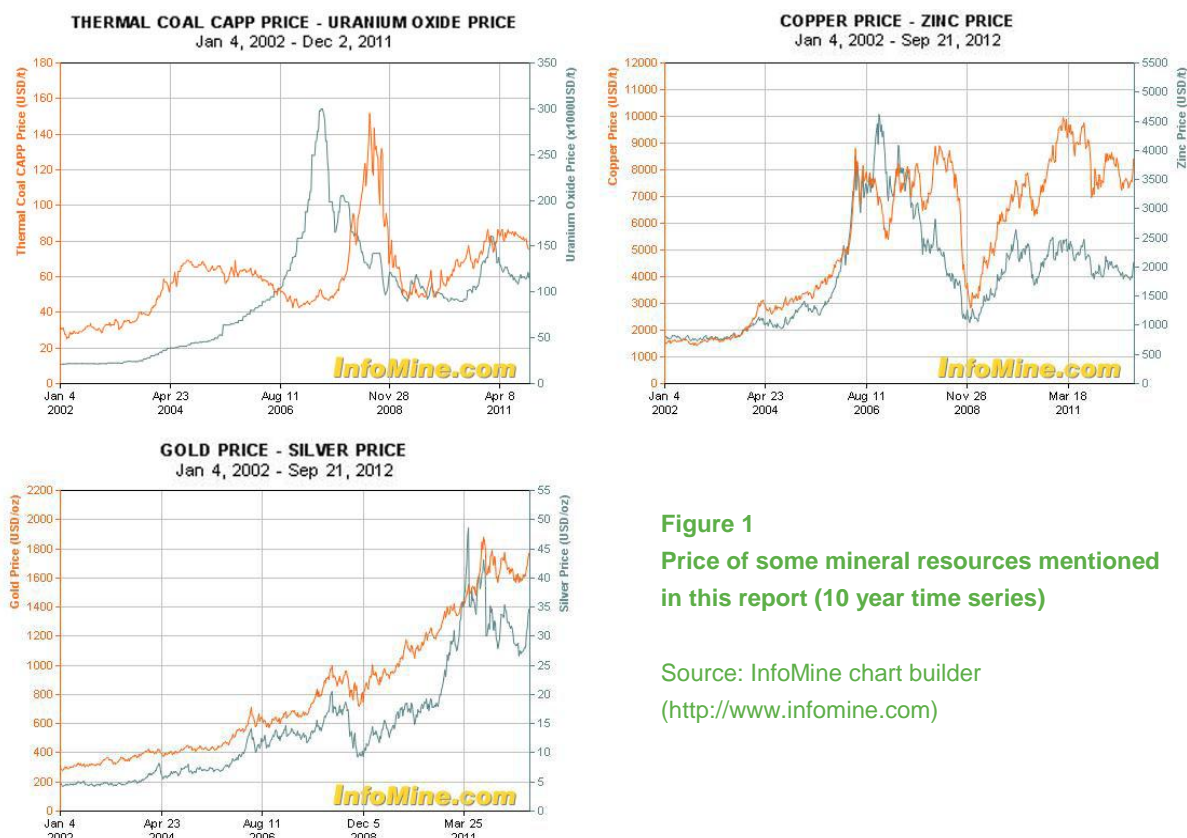 THERMAL COAL CAPP PRICE - URANIUM OXIDE PRICE
Jan 4, 2002 - Dec 2, 2011
Thermal Coal CAPP Price (USD/t)
180
160
140
120
100
80
60
40
20
0
350
300
250
200
150
100
50
0
Uranium Oxide Price (x1000USD/t)
InfoMine.com
Jan 4 2002
Apr 23 2004
Aug 11 2006
Nov 28 2008
Apr 8 2011
COPPER PRICE - ZINC PRICE
Jan 4, 2002 - Sep 21, 2012
Copper Price (USD/t)
12000
11000
10000
9000
8000
7000
6000
5000
4000
3000
2000
1000
0
5500
5000
4500
4000
3500
3000
2500
2000
1500
1000
500
0
Zinc Price (USD/t)
InfoMine.com
Jan 4 2002
Apr 23 2004
Aug 11 2006
Nov 28 2008
Mar 18 2011
GOLD PRICE - SILVER PRICE
Jan 4, 2002 - Sep 21, 2012
Gold Price (USD/oz)
2200
2000
1800
1600
1400
1200
1000
800
600
400
200
0
55
50
45
40
35
30
25
20
15
10
5
0
Silver Price (USD/oz)
InfoMine.com
Jan 4 2002
Apr 23 2004
Aug 11 2006
Dec 5 2008
Mar 25 2011
Figure 1
Price of some mineral resources mentioned
in this report (10 year time series)
Source: InfoMine chart builder
(http://www.infomine.com)